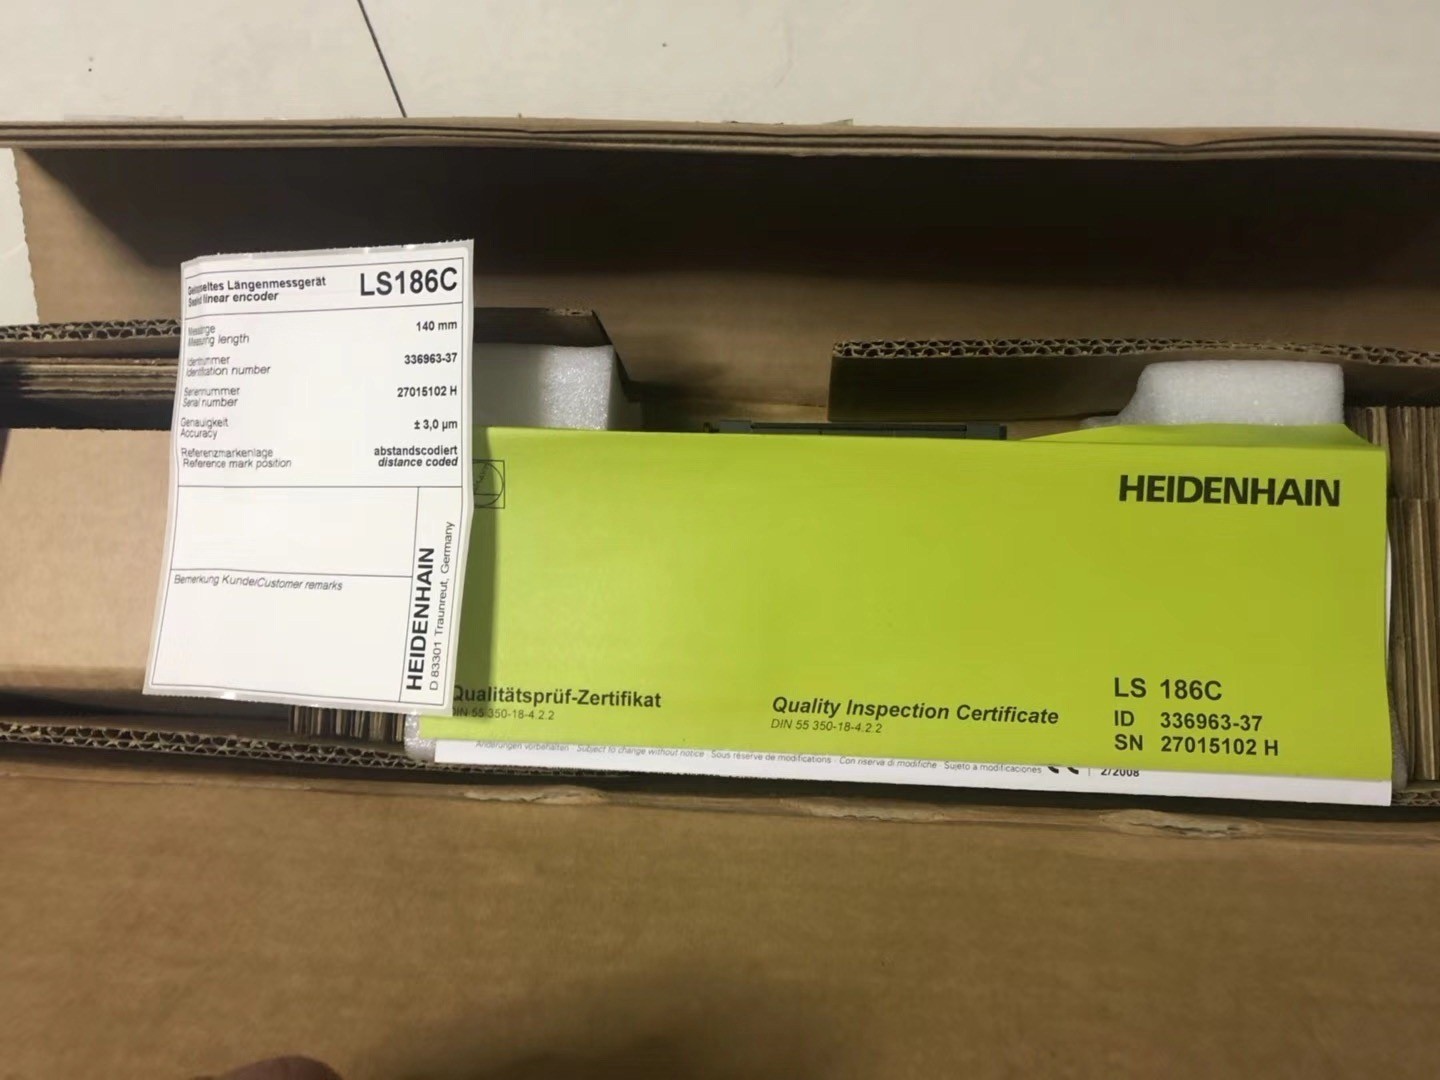 Längenmessgerät LS186C
linear encoder
140 mm
Measuring length
336963-37
Identification number
Seriennummer 27015102 H
Serial number
Genauigkeit ± 3,0 µm
Accuracy
Referenzmarkenlage abstandscodiert
Reference mark position distance coded
Bemerkung Kunde/Customer remarks
HEIDENHAIN
D 83301 Traunreut, Germany
HEIDENHAIN
Qualitätsprüf-Zertifikat
DIN 55 350-18-4.2.2
Quality Inspection Certificate
DIN 55 350-18-4.2.2
LS 186C
ID 336963-37
SN 27015102 H
Änderungen vorbehalten · Subject to change without notice · Sous réserve de modifications · Con riserva di modifiche · Sujeto a modificaciones
2/2008